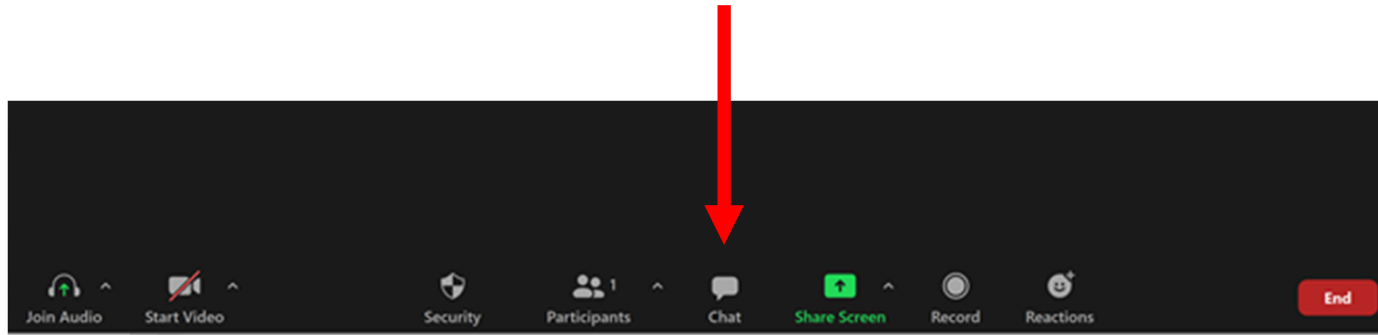 1
Join Audio
Start Video
Security
Participants
Chat
Share Screen
Record
Reactions
End